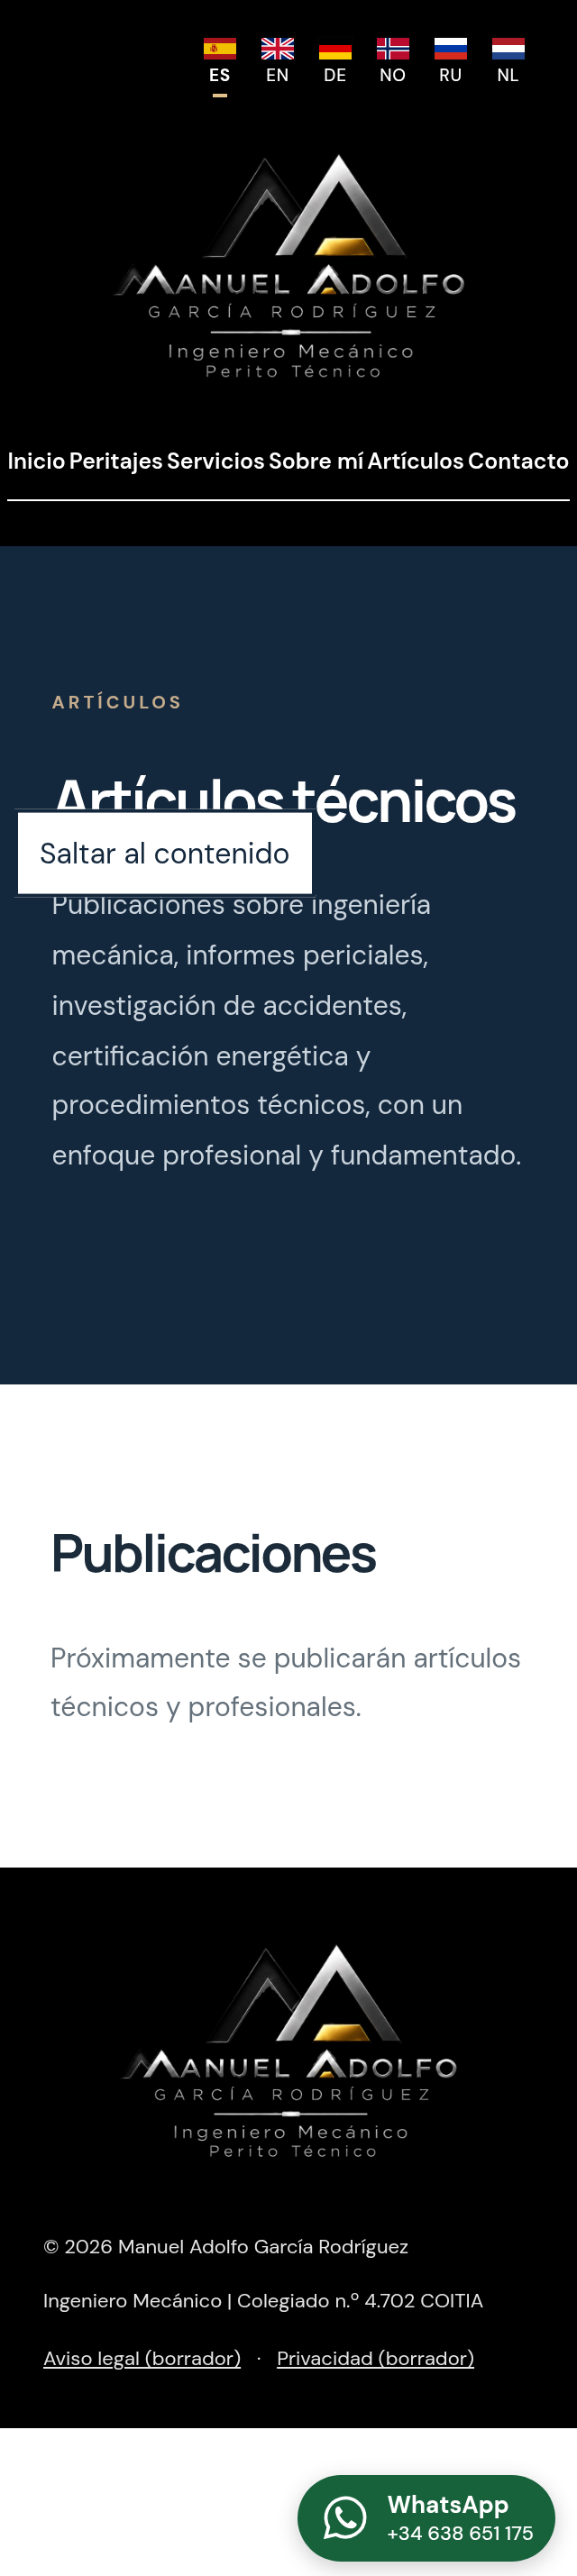 ES EN DE NO RU NL
MANUEL ADOLFO
GARCÍA RODRÍGUEZ
Ingeniero Mecánico
Perito Técnico
Inicio Peritajes Servicios Sobre mí Artículos Contacto
ARTÍCULOS
Artículos técnicos
Saltar al contenido
Publicaciones sobre ingeniería
mecánica, informes periciales,
investigación de accidentes,
certificación energética y
procedimientos técnicos, con un
enfoque profesional y fundamentado.
Publicaciones
Próximamente se publicarán artículos
técnicos y profesionales.
MANUEL ADOLFO
GARCÍA RODRÍGUEZ
Ingeniero Mecánico
Perito Técnico
© 2026 Manuel Adolfo García Rodríguez
Ingeniero Mecánico | Colegiado n.º 4.702 COITIA
Aviso legal (borrador) · Privacidad (borrador)
WhatsApp
+34 638 651 175